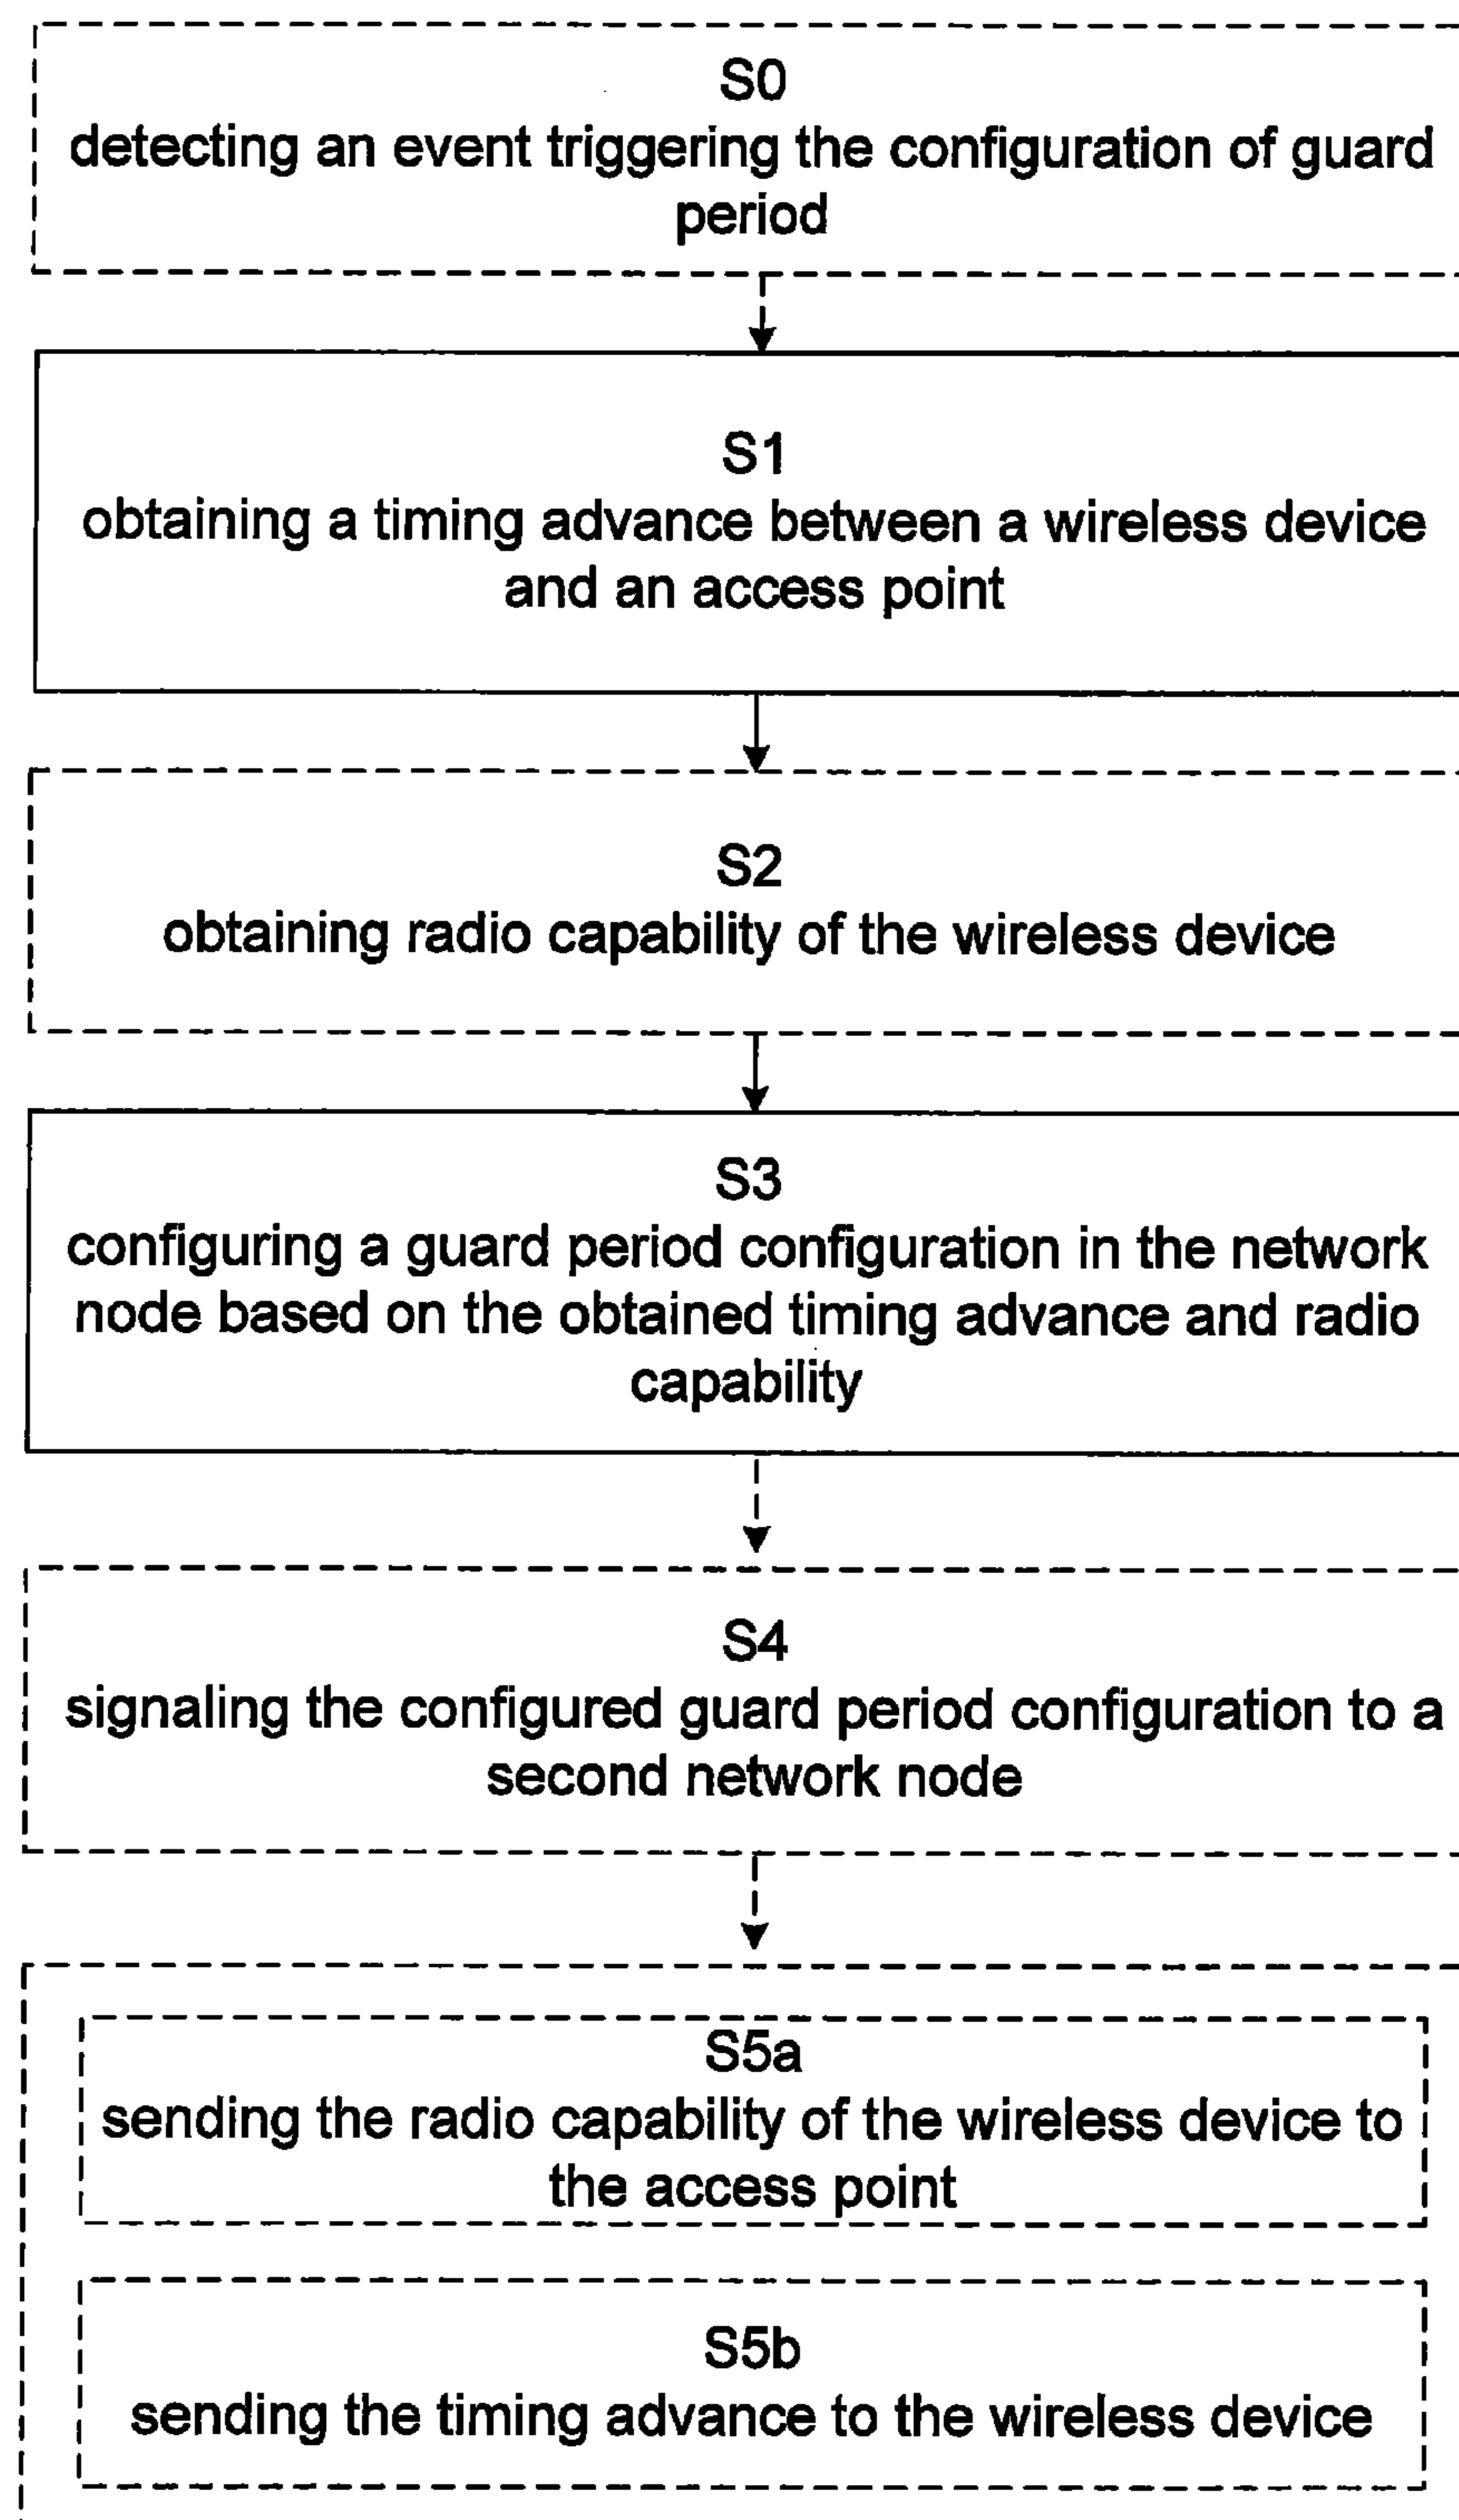 S0
detecting an event triggering the configuration of guard
period
S1
obtaining a timing advance between a wireless device
and an access point
S2
obtaining radio capability of the wireless device
S3
configuring a guard period configuration in the network
node based on the obtained timing advance and radio
capability
S4
signaling the configured guard period configuration to a
second network node
S5a
sending the radio capability of the wireless device to
the access point
S5b
sending the timing advance to the wireless device